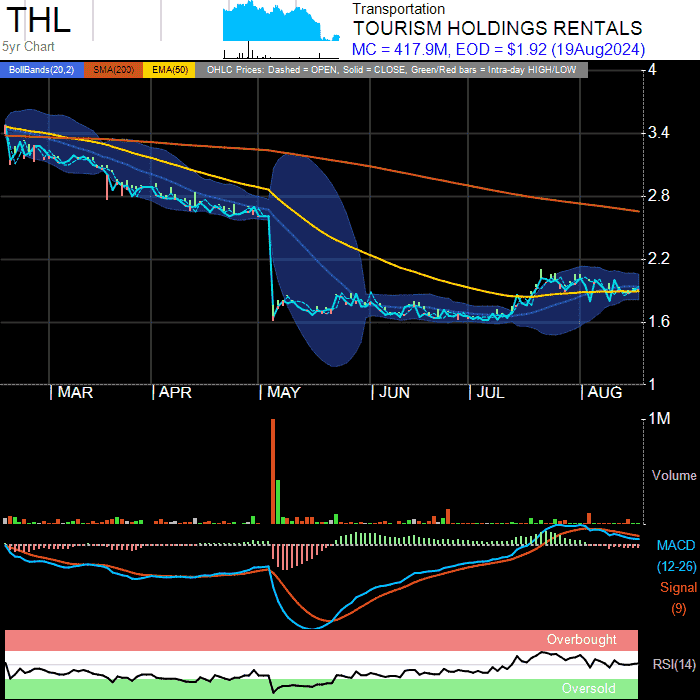 THL
5yr Chart
Transportation
TOURISM HOLDINGS RENTALS
MC = 417.9M, EOD = $1.92 (19Aug2024)
BollBands(20,2) SMA(200) EMA(50) OHLC Prices: Dashed = OPEN, Solid = CLOSE, Green/Red bars = Intra-day HIGH/LOW
4
3.4
2.8
2.2
1.6
1
MAR APR MAY JUN JUL AUG
1M
Volume
MACD
(12-26)
Signal
(9)
Overbought
RSI(14)
Oversold